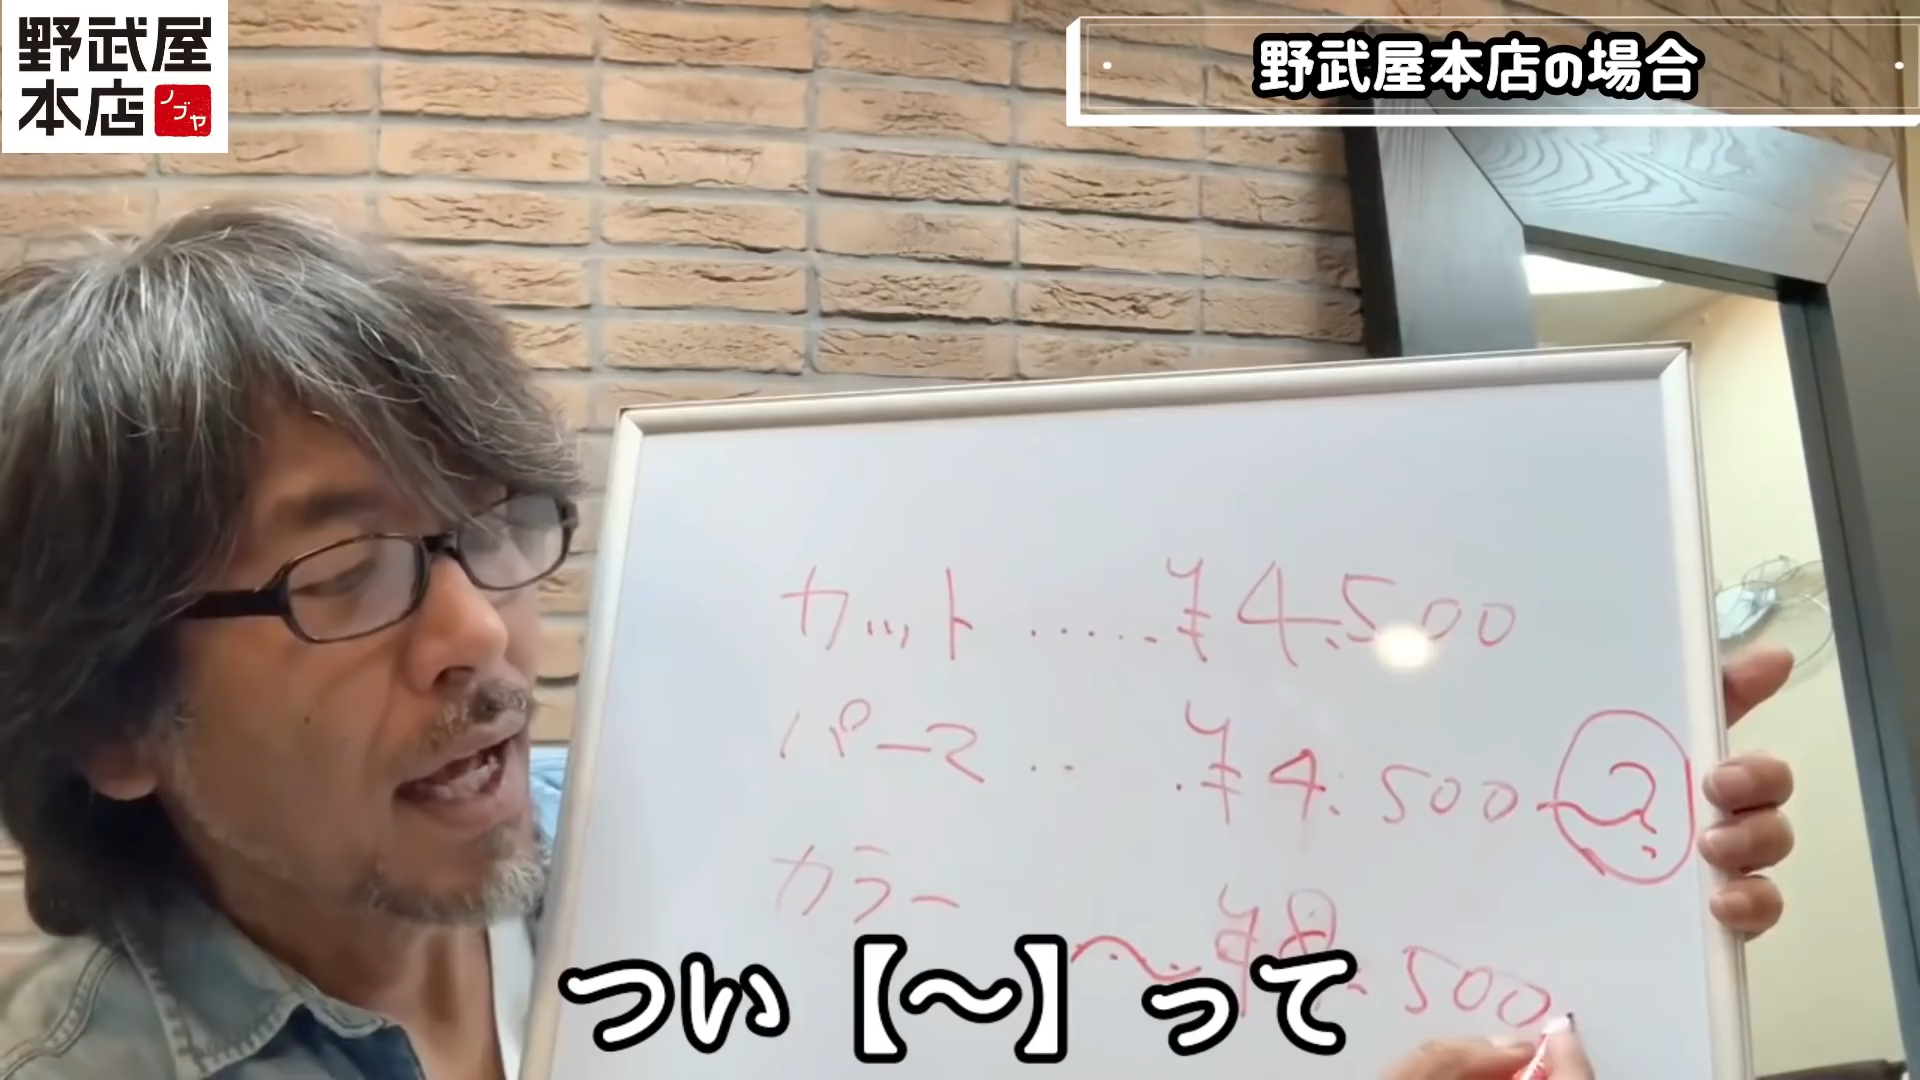 野武屋
本店
ノブヤ
野武屋本店の場合
カット ..... ¥4,500
パーマ .. . ¥4,500〜?
カラー
〜 ¥8,500
つい【〜】って